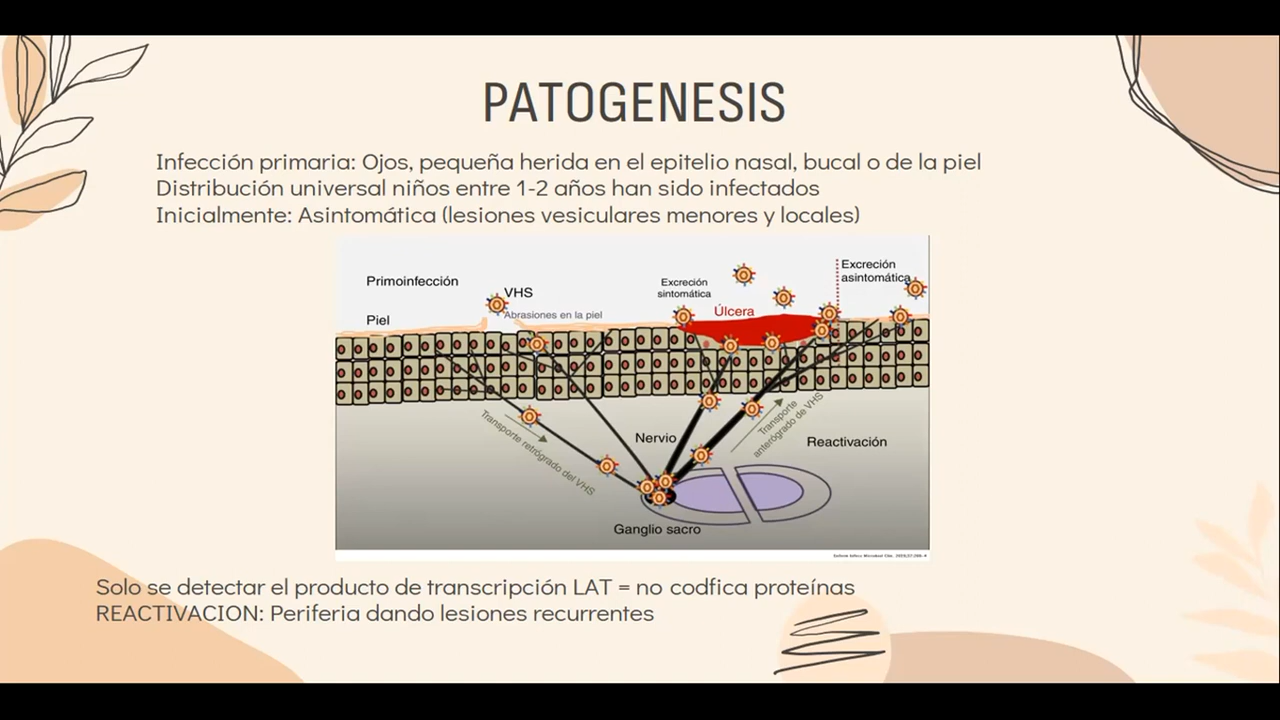 PATOGENESIS
Infección primaria: Ojos, pequeña herida en el epitelio nasal, bucal o de la piel
Distribución universal niños entre 1-2 años han sido infectados
Inicialmente: Asintomática (lesiones vesiculares menores y locales)
Primoinfección
VHS
Abrasiones en la piel
Piel
Excreción
sintomática
Úlcera
Excreción
asintomática
Transporte retrógrado del VHS
Nervio
Transporte
anterógrado de VHS
Reactivación
Ganglio sacro
Solo se detectar el producto de transcripción LAT = no codfica proteínas
REACTIVACION: Periferia dando lesiones recurrentes